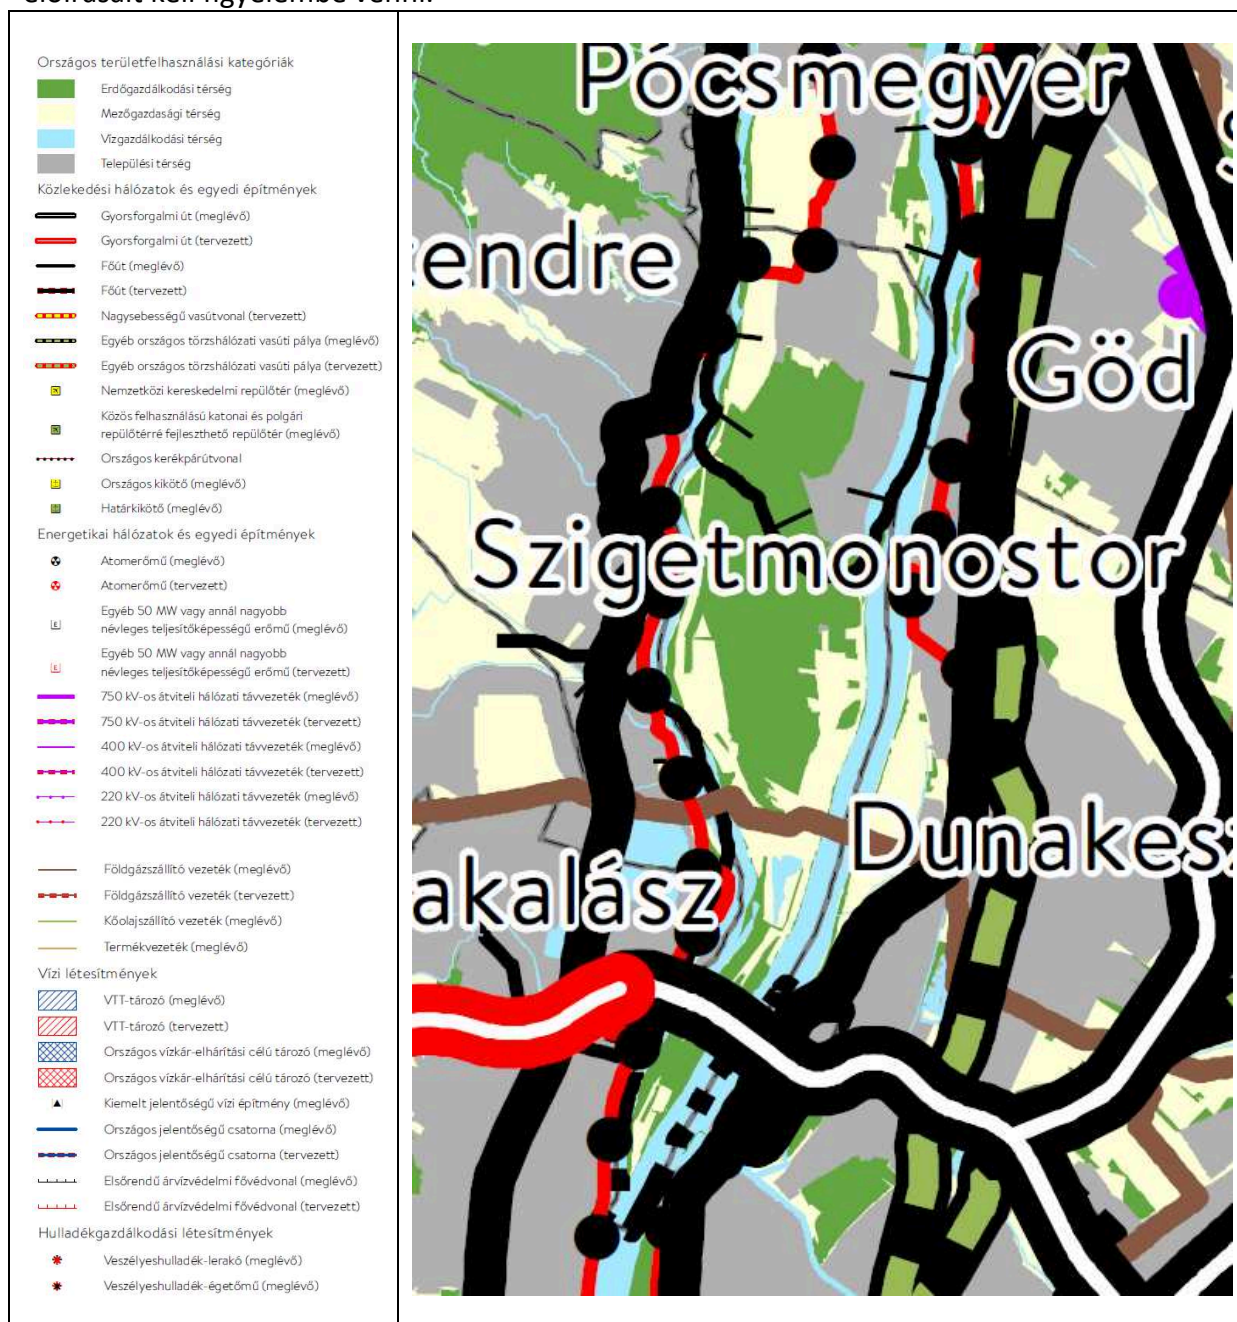 előírásait kell figyelembe venni.
Országos területfelhasználási kategóriák
Erdőgazdálkodási térség
Mezőgazdasági térség
Vízgazdálkodási térség
Települési térség
Közlekedési hálózatok és egyedi építmények
Gyorsforgalmi út (meglévő)
Gyorsforgalmi út (tervezett)
Főút (meglévő)
Főút (tervezett)
Nagysebességű vasútvonal (tervezett)
Egyéb országos törzshálózati vasúti pálya (meglévő)
Egyéb országos törzshálózati vasúti pálya (tervezett)
Nemzetközi kereskedelmi repülőtér (meglévő)
Közös felhasználású katonai és polgári
repülőtérré fejleszthető repülőtér (meglévő)
Országos kerékpárútvonal
Országos kikötő (meglévő)
Határkikötő (meglévő)
Energetikai hálózatok és egyedi építmények
Atomerőmű (meglévő)
Atomerőmű (tervezett)
Egyéb 50 MW vagy annál nagyobb
névleges teljesítőképességű erőmű (meglévő)
Egyéb 50 MW vagy annál nagyobb
névleges teljesítőképességű erőmű (tervezett)
750 kV-os átviteli hálózati távvezeték (meglévő)
750 kV-os átviteli hálózati távvezeték (tervezett)
400 kV-os átviteli hálózati távvezeték (meglévő)
400 kV-os átviteli hálózati távvezeték (tervezett)
220 kV-os átviteli hálózati távvezeték (meglévő)
220 kV-os átviteli hálózati távvezeték (tervezett)
Földgázszállító vezeték (meglévő)
Földgázszállító vezeték (tervezett)
Kőolajszállító vezeték (meglévő)
Termékvezeték (meglévő)
Vízi létesítmények
VTT-tározó (meglévő)
VTT-tározó (tervezett)
Országos vízkár-elhárítási célú tározó (meglévő)
Országos vízkár-elhárítási célú tározó (tervezett)
Kiemelt jelentőségű vízi építmény (meglévő)
Országos jelentőségű csatorna (meglévő)
Országos jelentőségű csatorna (tervezett)
Elsőrendű árvízvédelmi fővédvonal (meglévő)
Elsőrendű árvízvédelmi fővédvonal (tervezett)
Hulladékgazdálkodási létesítmények
Veszélyeshulladék-lerakó (meglévő)
Veszélyeshulladék-égetőmű (meglévő)
Pócsmegyer
endre
Göd
Szigetmonostor
Dunakesz
akalász